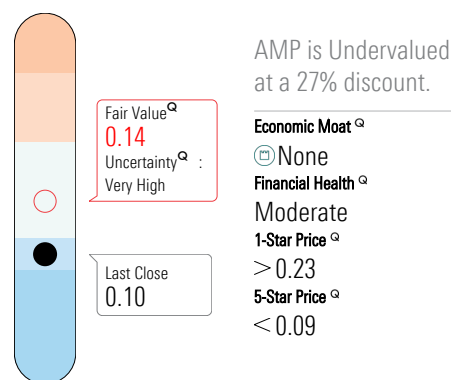 AMP is Undervalued
at a 27% discount.
Fair Value Q
0.14
Uncertainty Q :
Very High
Last Close
0.10
Economic Moat Q
None
Financial Health Q
Moderate
1-Star Price Q
>0.23
5-Star Price Q
<0.09